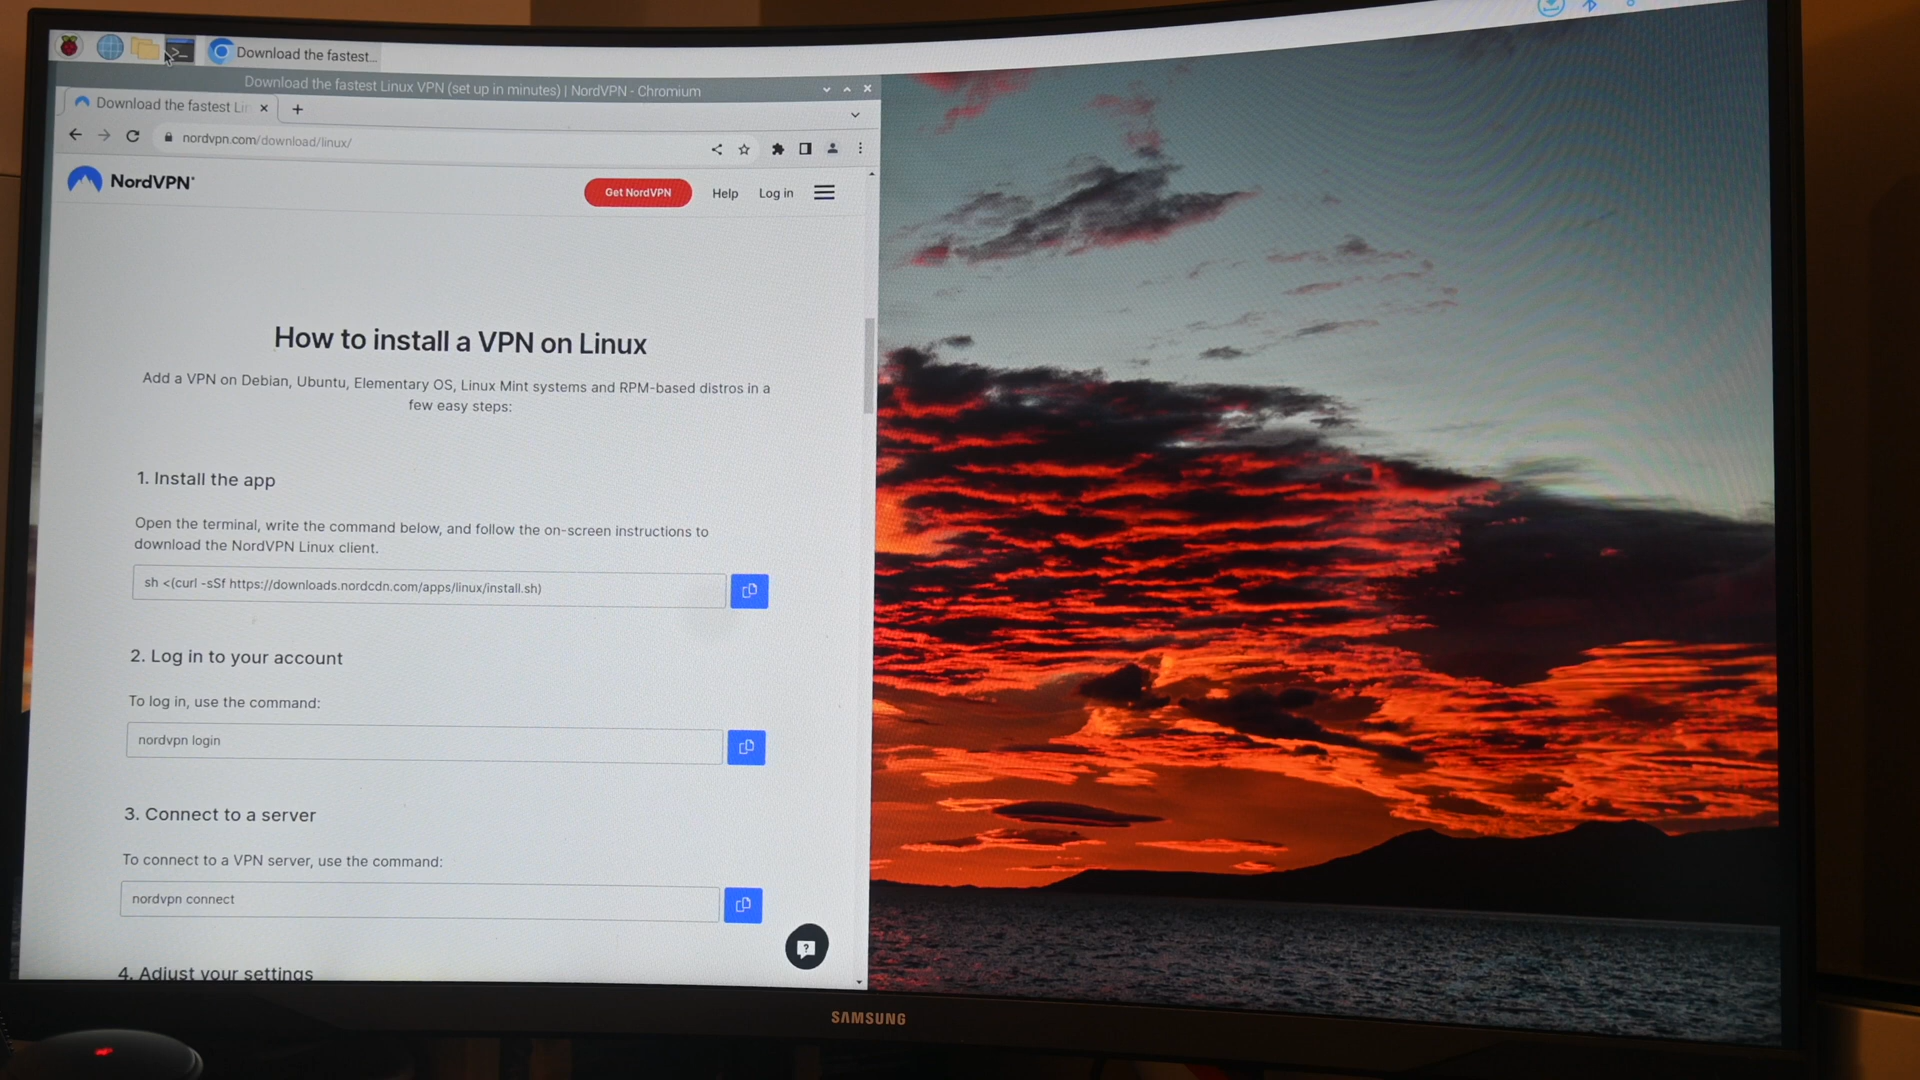 Download the fastest...
Download the fastest Linux VPN (set up in minutes) | NordVPN - Chromium
Download the fastest Lin
nordvpn.com/download/linux/
NordVPN®
Get NordVPN
Help
Log in
How to install a VPN on Linux
Add a VPN on Debian, Ubuntu, Elementary OS, Linux Mint systems and RPM-based distros in a
few easy steps:
1. Install the app
Open the terminal, write the command below, and follow the on-screen instructions to
download the NordVPN Linux client.
sh <(curl -sSf https://downloads.nordcdn.com/apps/linux/install.sh)
2. Log in to your account
To log in, use the command:
nordvpn login
3. Connect to a server
To connect to a VPN server, use the command:
nordvpn connect
4. Adjust your settings
SAMSUNG